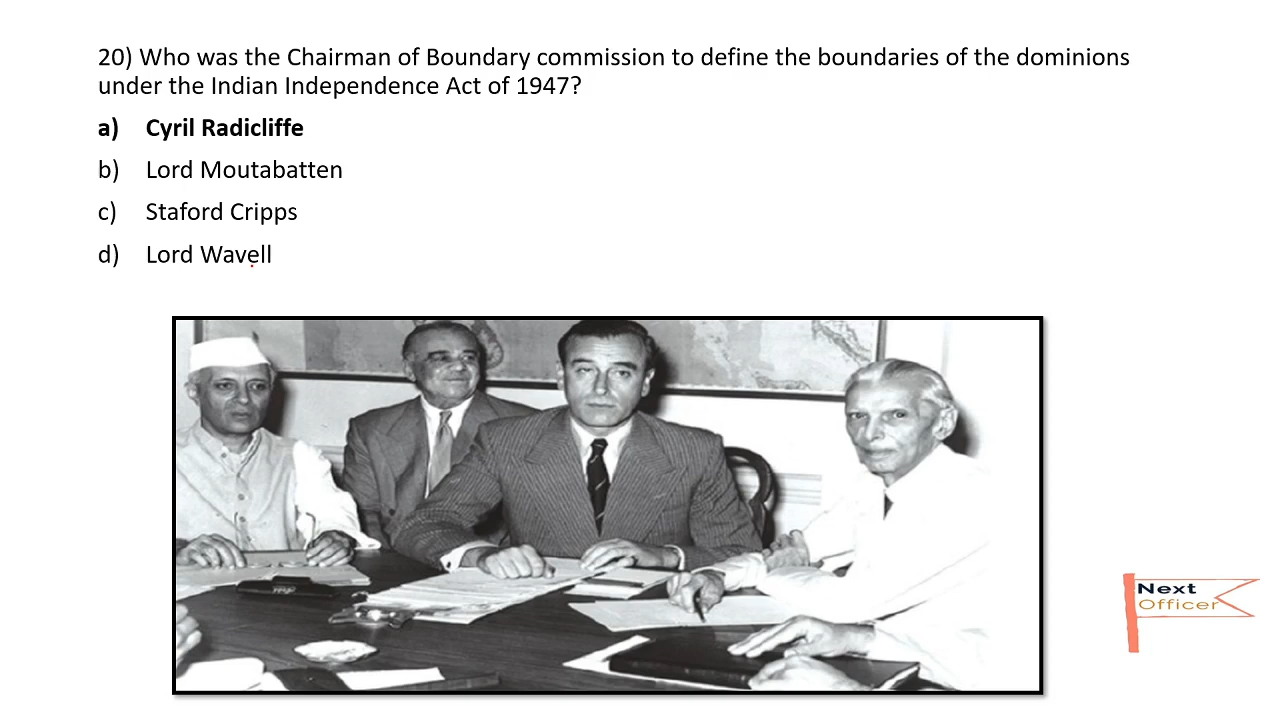 20) Who was the Chairman of Boundary commission to define the boundaries of the dominions
under the Indian Independence Act of 1947?
a) Cyril Radicliffe
b) Lord Moutabatten
c) Staford Cripps
d) Lord Wavell
Next
Officer